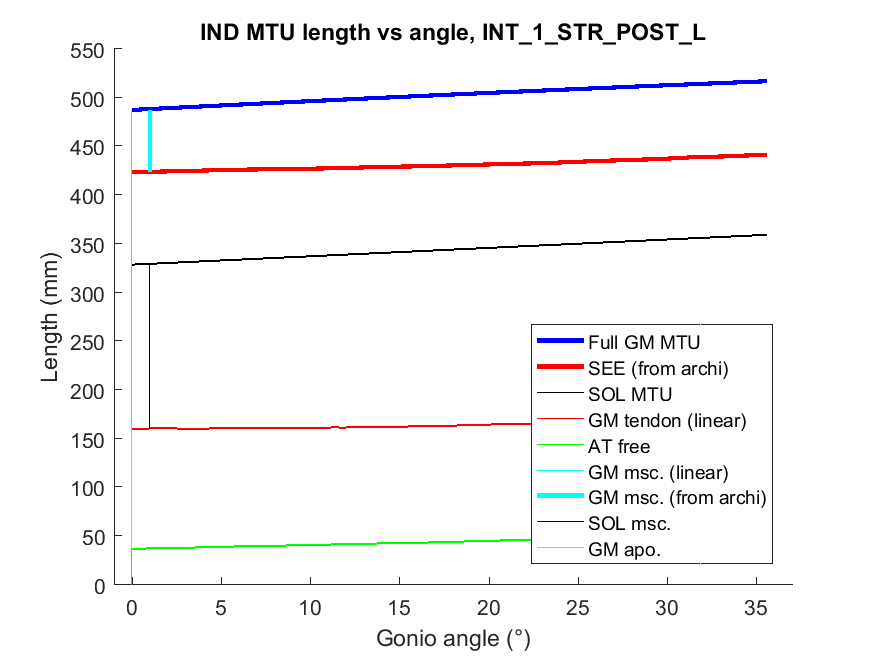 IND MTU length vs angle, INT_1_STR_POST_L
550
500
450
400
350
300
250
200
150
100
50
0
Length (mm)
0 5 10 15 20 25 30 35
Gonio angle (°)
Full GM MTU
SEE (from archi)
SOL MTU
GM tendon (linear)
AT free
GM msc. (linear)
GM msc. (from archi)
SOL msc.
GM apo.